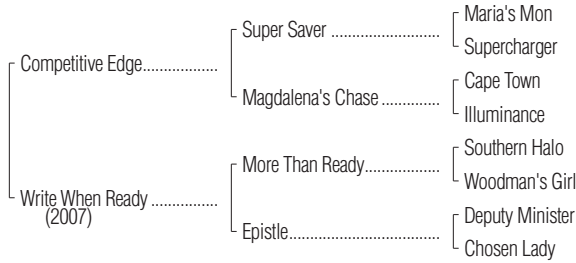 Maria's Mon
Super Saver
Supercharger
Competitive Edge
Cape Town
Magdalena's Chase
Illuminance
Southern Halo
More Than Ready
Woodman's Girl
Write When Ready
(2007)
Deputy Minister
Epistle
Chosen Lady